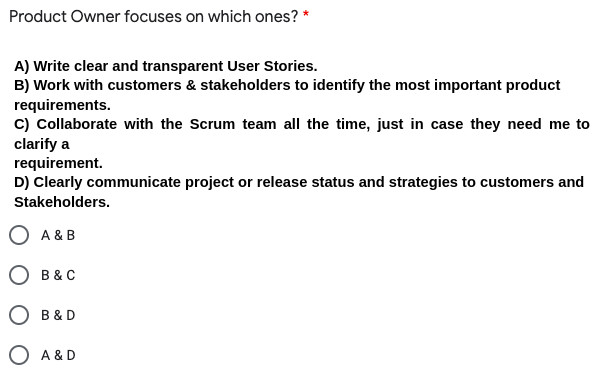 Product Owner focuses on which ones? *
A) Write clear and transparent User Stories.
B) Work with customers & stakeholders to identify the most important product
requirements.
C) Collaborate with the Scrum team all the time, just in case they need me to
clarify a
requirement.
D) Clearly communicate project or release status and strategies to customers and
Stakeholders.
A & B
B & C
B & D
A & D